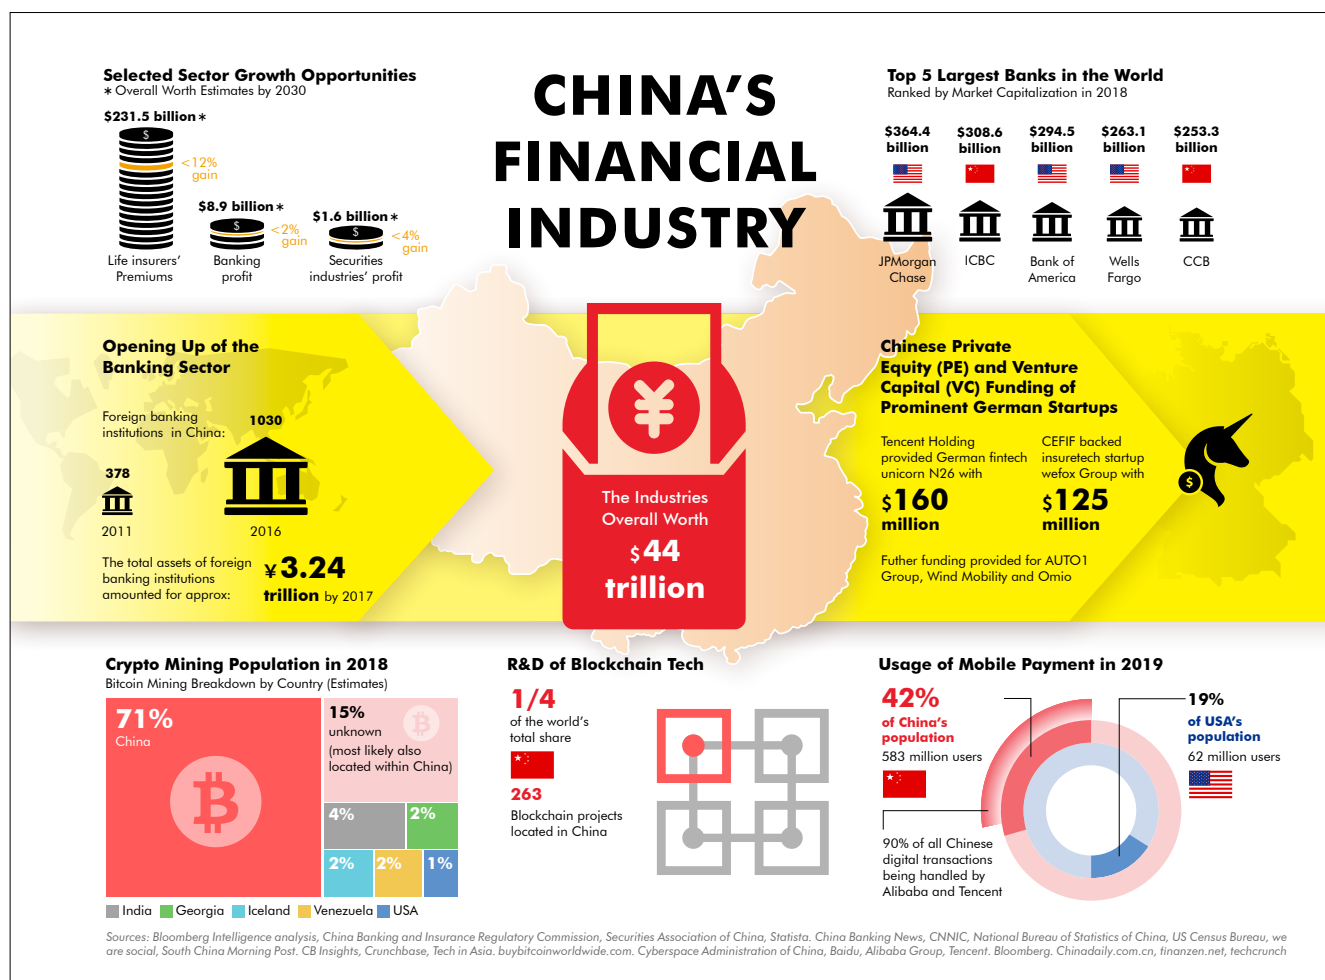 CHINA'S
FINANCIAL
INDUSTRY
Selected Sector Growth Opportunities
* Overall Worth Estimates by 2030
$231.5 billion*
$
<12%
gain
Life insurers'
Premiums
$8.9 billion*
$
<2%
gain
Banking
profit
$1.6 billion*
$
<4%
gain
Securities
industries' profit
Top 5 Largest Banks in the World
Ranked by Market Capitalization in 2018
$364.4
billion
JPMorgan
Chase
$308.6
billion
ICBC
$294.5
billion
Bank of
America
$263.1
billion
Wells
Fargo
$253.3
billion
CCB
Opening Up of the
Banking Sector
Foreign banking
institutions in China:
378
2011
1030
2016
The total assets of foreign
banking institutions
amounted for approx:
¥3.24
trillion by 2017
¥
The Industries
Overall Worth
$44
trillion
Chinese Private
Equity (PE) and Venture
Capital (VC) Funding of
Prominent German Startups
Tencent Holding
provided German fintech
unicorn N26 with
$160
million
CEFIF backed
insuretech startup
wefox Group with
$125
million
$
Futher funding provided for AUTO1
Group, Wind Mobility and Omio
Crypto Mining Population in 2018
Bitcoin Mining Breakdown by Country (Estimates)
71%
China
15%
unknown
(most likely also
located within China)
4%
2%
2%
2%
1%
India
Georgia
Iceland
Venezuela
USA
R&D of Blockchain Tech
1/4
of the world's
total share
263
Blockchain projects
located in China
Usage of Mobile Payment in 2019
42%
of China's
population
583 million users
90% of all Chinese
digital transactions
being handled by
Alibaba and Tencent
19%
of USA's
population
62 million users
Sources: Bloomberg Intelligence analysis, China Banking and Insurance Regulatory Commission, Securities Association of China, Statista. China Banking News, CNNIC, National Bureau of Statistics of China, US Census Bureau, we
are social, South China Morning Post. CB Insights, Crunchbase, Tech in Asia. buybitcoinworldwide.com. Cyberspace Administration of China, Baidu, Alibaba Group, Tencent. Bloomberg. Chinadaily.com.cn, finanzen.net, techcrunch